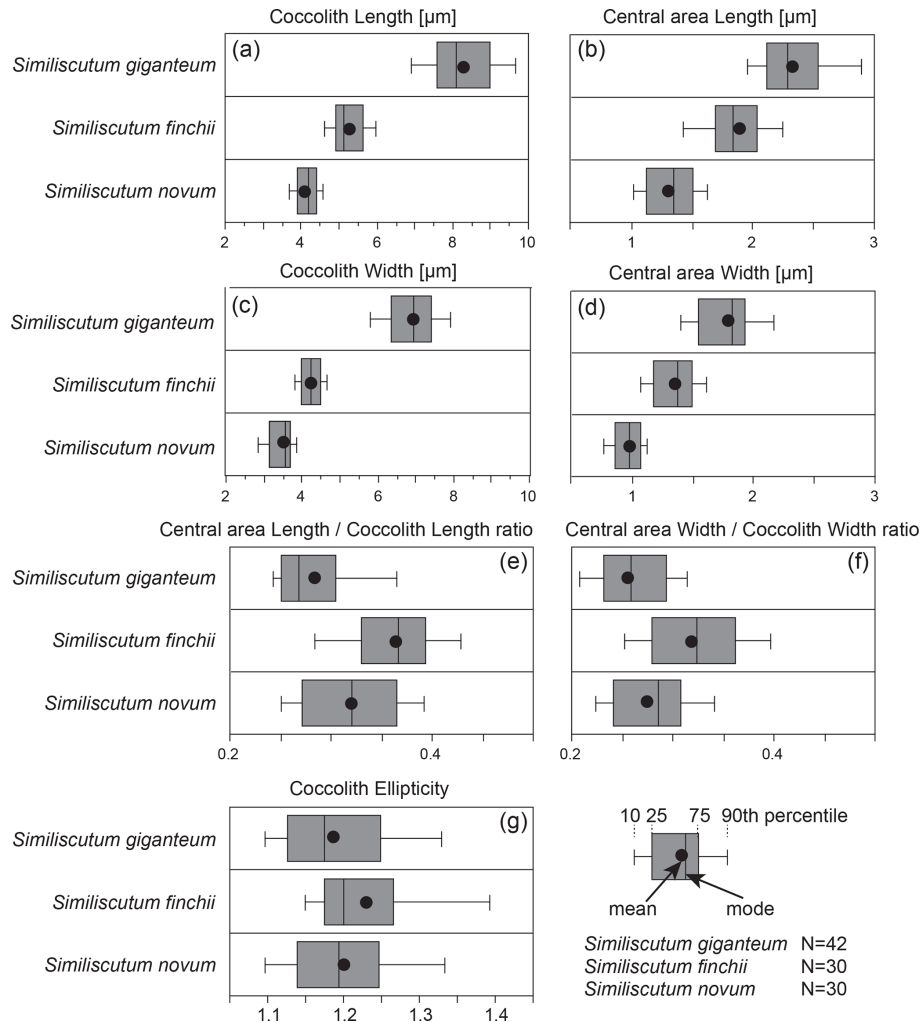 Coccolith Length [µm]
Central area Length [µm]
(a)
(b)
Similiscutum giganteum
Similiscutum finchii
Similiscutum novum
2 4 6 8 10
1 2 3
Coccolith Width [µm]
Central area Width [µm]
(c)
(d)
Similiscutum giganteum
Similiscutum finchii
Similiscutum novum
2 4 6 8 10
1 2 3
Central area Length / Coccolith Length ratio
Central area Width / Coccolith Width ratio
(e)
(f)
Similiscutum giganteum
Similiscutum finchii
Similiscutum novum
0.2 0.4
0.2 0.4
Coccolith Ellipticity
(g)
Similiscutum giganteum
Similiscutum finchii
Similiscutum novum
1.1 1.2 1.3 1.4
10 25 75 90th percentile
mean mode
Similiscutum giganteum N=42
Similiscutum finchii N=30
Similiscutum novum N=30